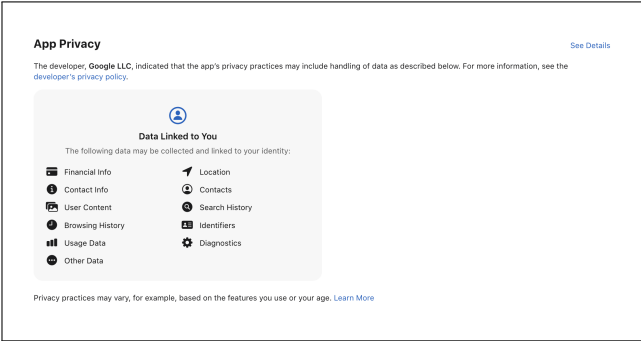 App Privacy
See Details
The developer, Google LLC, indicated that the app's privacy practices may include handling of data as described below. For more information, see the
developer's privacy policy.
Data Linked to You
The following data may be collected and linked to your identity:
Financial Info
Location
Contact Info
Contacts
User Content
Search History
Browsing History
Identifiers
Usage Data
Diagnostics
Other Data
Privacy practices may vary, for example, based on the features you use or your age. Learn More